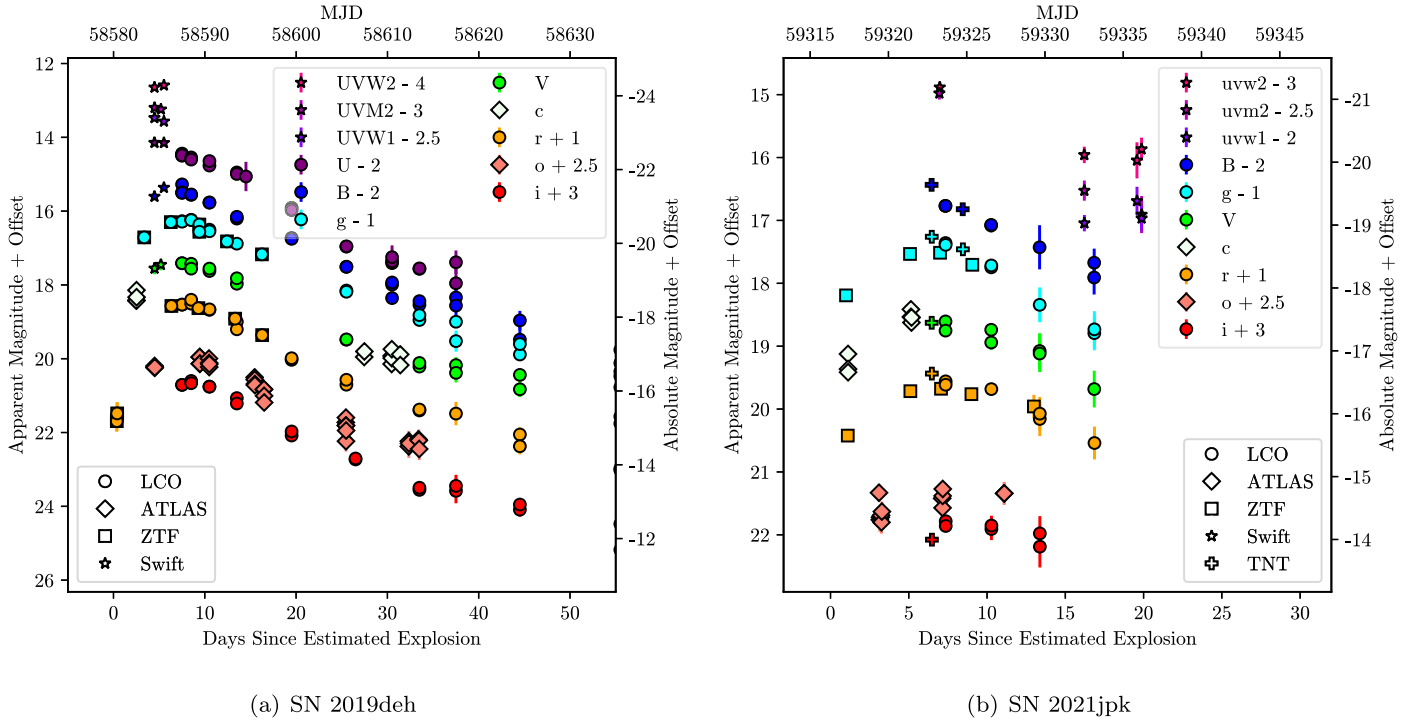 MJD
58580 58590 58600 58610 58620 58630
12
14
16
18
20
22
24
26
Apparent Magnitude + Offset
-24
-22
-20
-18
-16
-14
-12
Absolute Magnitude + Offset
UVW2 - 4
UVM2 - 3
UVW1 - 2.5
U - 2
B - 2
g - 1
V
c
r + 1
o + 2.5
i + 3
LCO
ATLAS
ZTF
Swift
0 10 20 30 40 50
Days Since Estimated Explosion
(a) SN 2019deh
MJD
59315 59320 59325 59330 59335 59340 59345
15
16
17
18
19
20
21
22
Apparent Magnitude + Offset
-21
-20
-19
-18
-17
-16
-15
-14
Absolute Magnitude + Offset
uvw2 - 3
uvm2 - 2.5
uvw1 - 2
B - 2
g - 1
V
c
r + 1
o + 2.5
i + 3
LCO
ATLAS
ZTF
Swift
TNT
0 5 10 15 20 25 30
Days Since Estimated Explosion
(b) SN 2021jpk